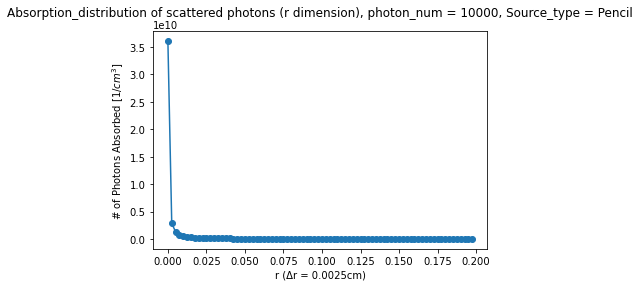 Absorption_distribution of scattered photons (r dimension), photon_num = 10000, Source_type = Pencil
1e10
3.5
3.0
2.5
2.0
1.5
1.0
0.5
0.0
# of Photons Absorbed [1/cm³]
0.000 0.025 0.050 0.075 0.100 0.125 0.150 0.175 0.200
r (Δr = 0.0025cm)